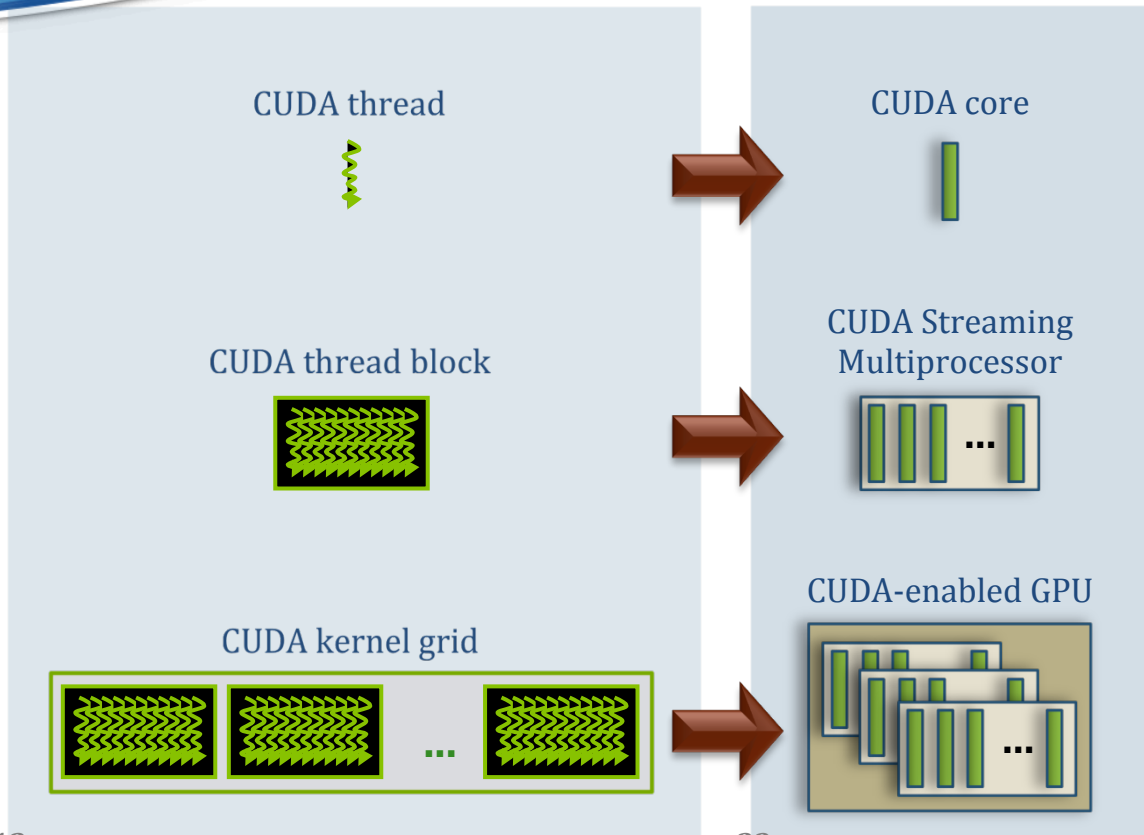 CUDA thread
CUDA core
CUDA thread block
CUDA Streaming
Multiprocessor
...
CUDA kernel grid
CUDA-enabled GPU
...
...